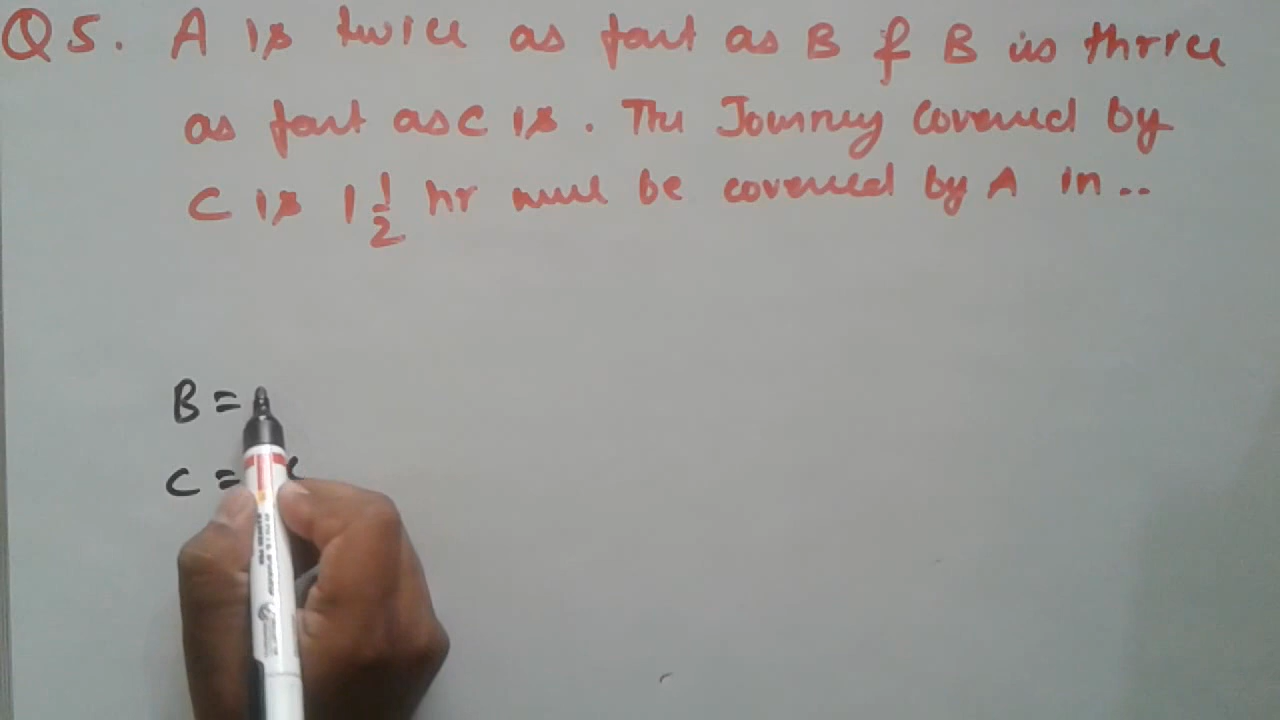 Q5. A is twice as fast as B & B is thrice
as fast as C is. The Journey covered by
C is 1 1/2 hr will be covered by A in..
B =
C =